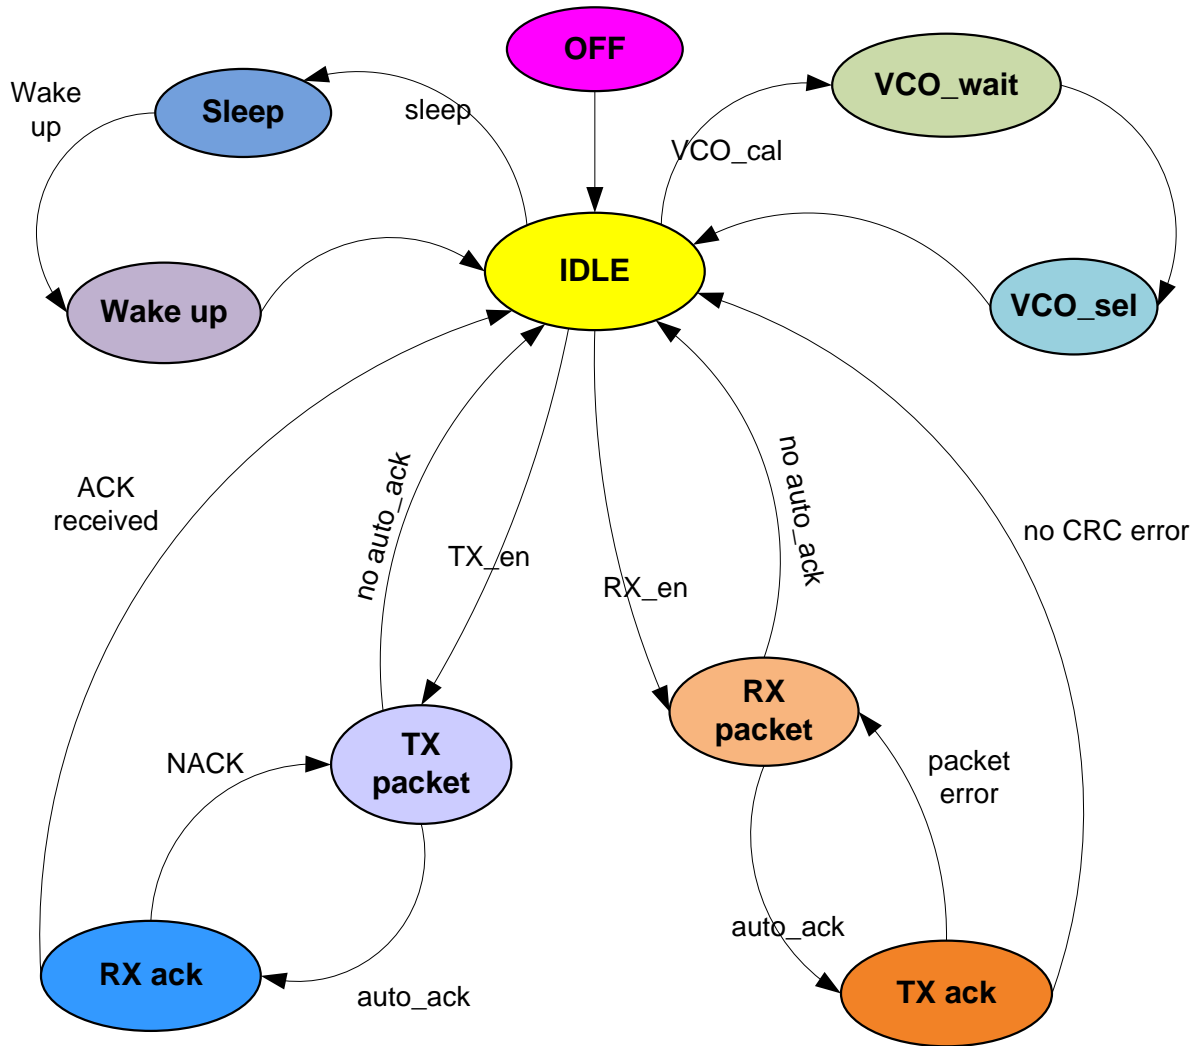 OFF
VCO_wait
Wake
up
Sleep
sleep
VCO_cal
IDLE
Wake up
VCO_sel
ACK
received
no auto_ack
TX_en
RX_en
no auto_ack
no CRC error
RX
packet
TX
packet
NACK
packet
error
auto_ack
RX ack
auto_ack
TX ack